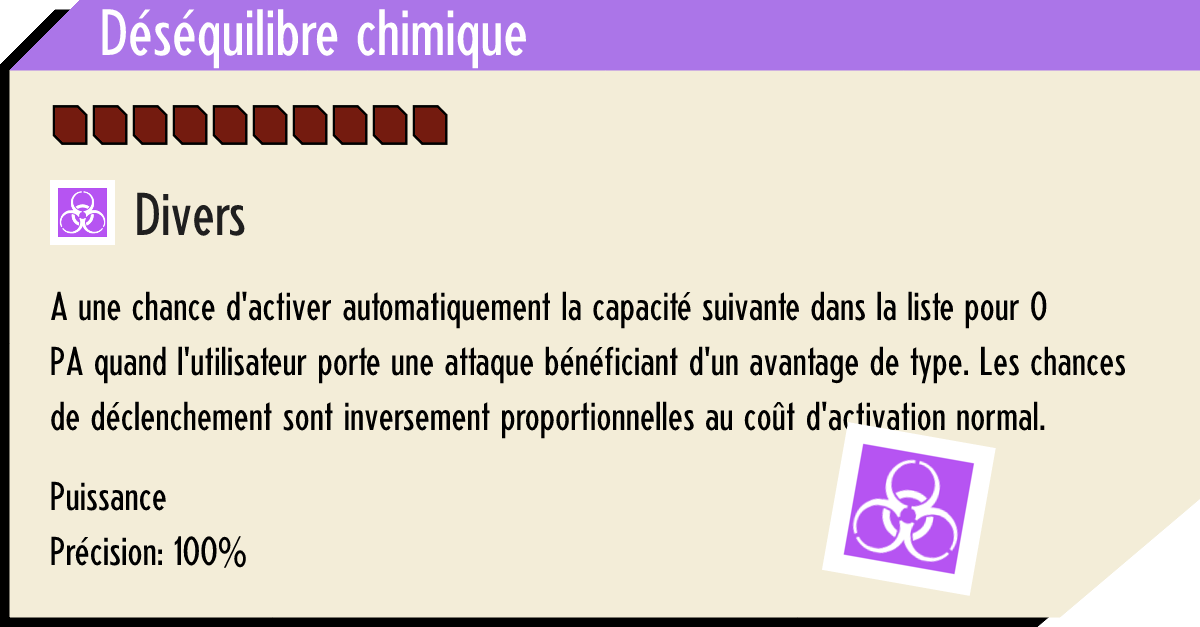 Déséquilibre chimique
Divers
A une chance d'activer automatiquement la capacité suivante dans la liste pour 0
PA quand l'utilisateur porte une attaque bénéficiant d'un avantage de type. Les chances
de déclenchement sont inversement proportionnelles au coût d'activation normal.
Puissance
Précision: 100%